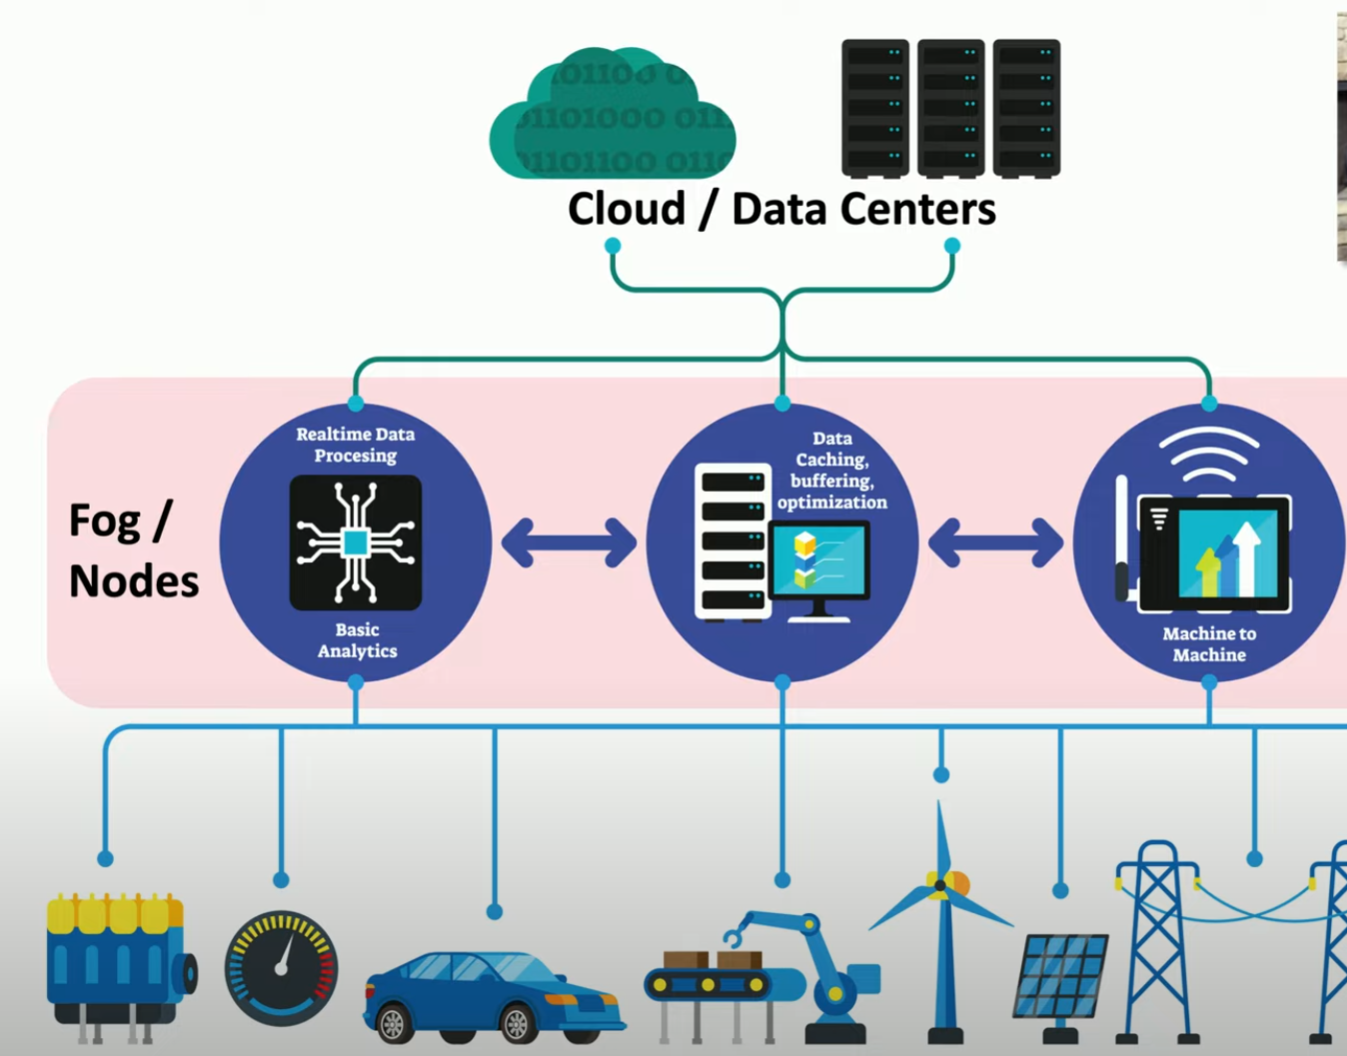 01100 0
01101000 011
01101100 0110
Cloud / Data Centers
Realtime Data
Procesing
Basic
Analytics
Data
Caching,
buffering,
optimization
Machine to
Machine
Fog /
Nodes